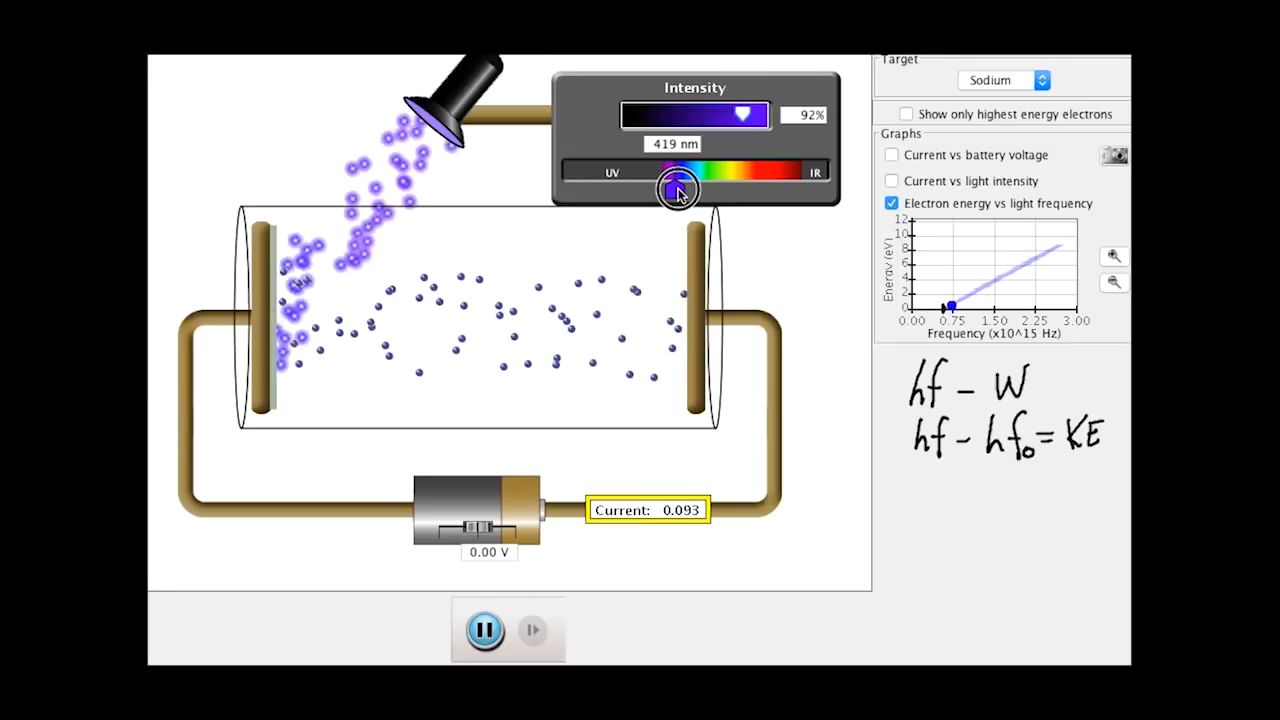 Target
Sodium
Intensity
92%
419 nm
UV
IR
Show only highest energy electrons
Graphs
Current vs battery voltage
Current vs light intensity
Electron energy vs light frequency
Energy (eV)
12
10
8
6
4
2
0
0.00 0.75 1.50 2.25 3.00
Frequency (x10^15 Hz)
hf - W
hf - hf₀ = KE
Current: 0.093
0.00 V